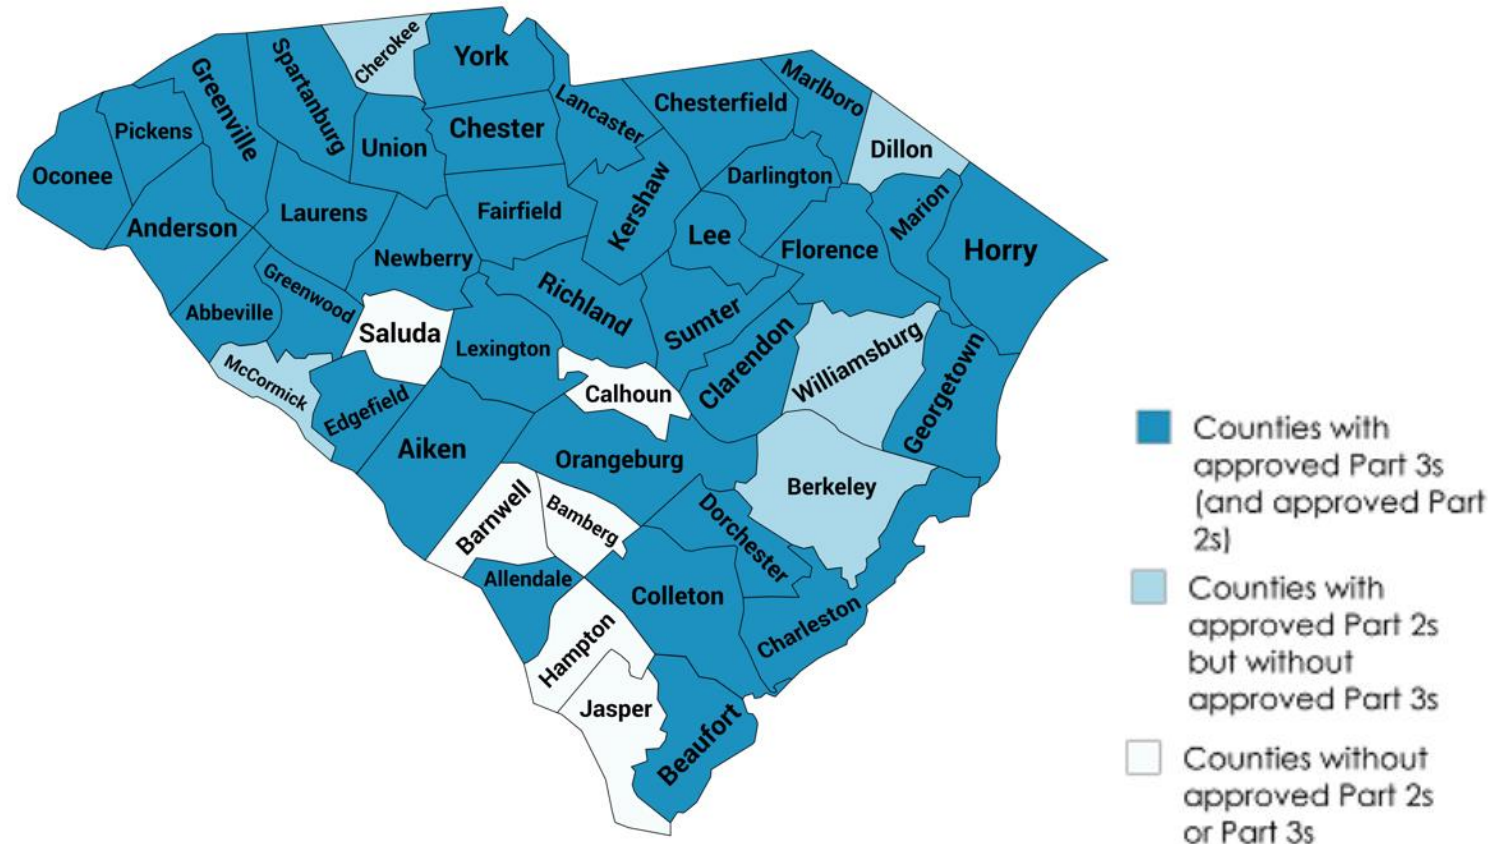 Cherokee
York
Spartanburg
Greenville
Marlboro
Chesterfield
Lancaster
Pickens
Chester
Union
Dillon
Oconee
Darlington
Kershaw
Marion
Laurens
Fairfield
Anderson
Lee
Florence
Horry
Newberry
Greenwood
Richland
Abbeville
Sumter
Saluda
Lexington
Clarendon
Williamsburg
McCormick
Georgetown
Calhoun
Edgefield
Aiken
Orangeburg
Berkeley
Barnwell
Bamberg
Dorchester
Allendale
Colleton
Charleston
Hampton
Jasper
Beaufort
Counties with
approved Part 3s
(and approved Part
2s)
Counties with
approved Part 2s
but without
approved Part 3s
Counties without
approved Part 2s
or Part 3s